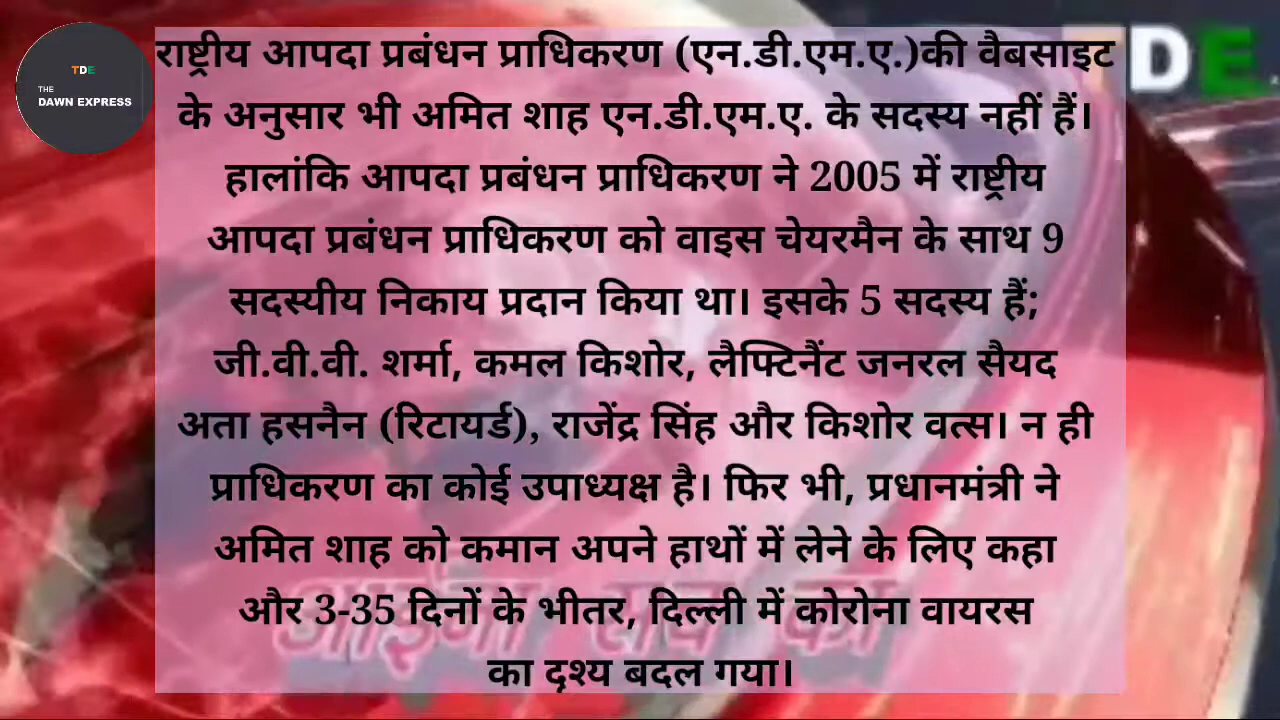 TDE
THE
DAWN EXPRESS
TDE
राष्ट्रीय आपदा प्रबंधन प्राधिकरण (एन.डी.एम.ए.)की वैबसाइट
के अनुसार भी अमित शाह एन.डी.एम.ए. के सदस्य नहीं हैं।
हालांकि आपदा प्रबंधन प्राधिकरण ने 2005 में राष्ट्रीय
आपदा प्रबंधन प्राधिकरण को वाइस चेयरमैन के साथ 9
सदस्यीय निकाय प्रदान किया था। इसके 5 सदस्य हैं;
जी.वी.वी. शर्मा, कमल किशोर, लैफ्टिनैंट जनरल सैयद
अता हसनैन (रिटायर्ड), राजेंद्र सिंह और किशोर वत्स। न ही
प्राधिकरण का कोई उपाध्यक्ष है। फिर भी, प्रधानमंत्री ने
अमित शाह को कमान अपने हाथों में लेने के लिए कहा
और 3-35 दिनों के भीतर, दिल्ली में कोरोना वायरस
का दृश्य बदल गया।